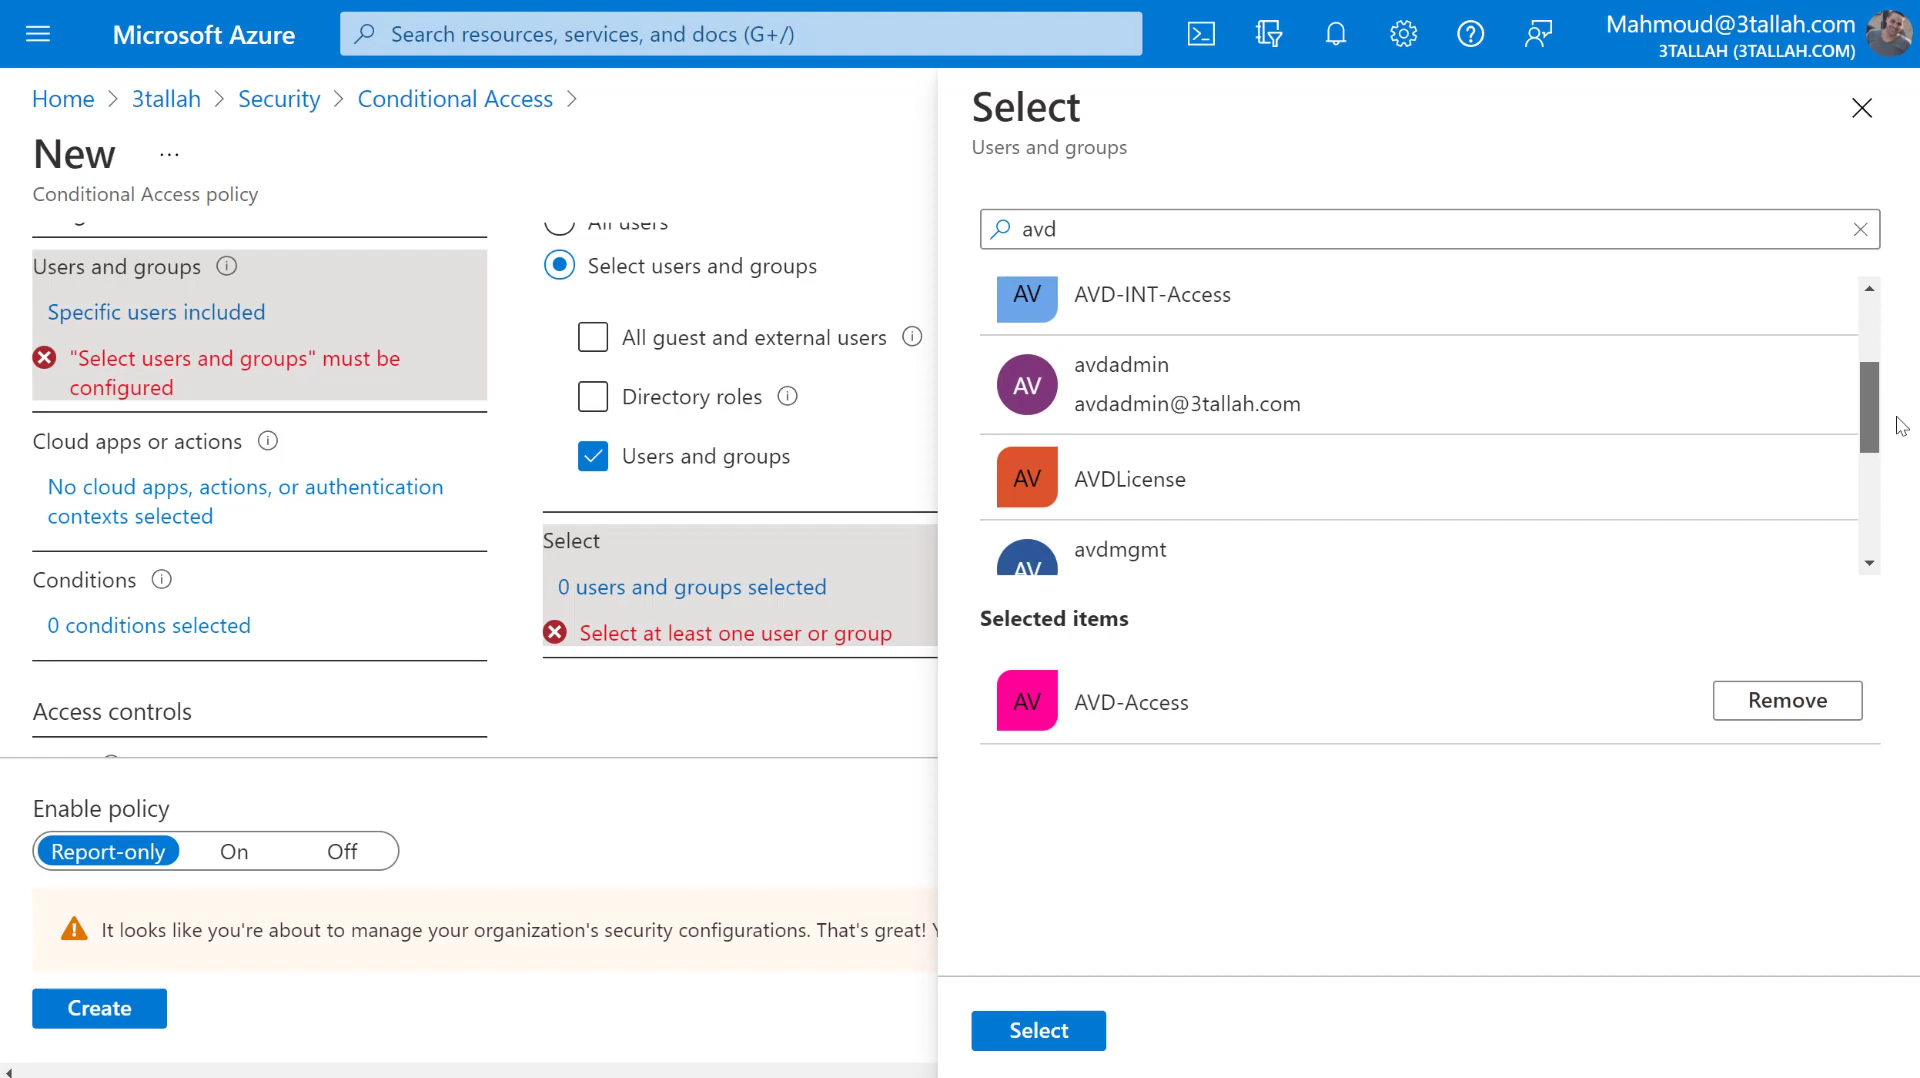 Microsoft Azure
Search resources, services, and docs (G+/)
Mahmoud@3tallah.com
3TALLAH (3TALLAH.COM)
Home > 3tallah > Security > Conditional Access >
New ...
Conditional Access policy
Users and groups
Specific users included
"Select users and groups" must be
configured
Cloud apps or actions
No cloud apps, actions, or authentication
contexts selected
Conditions
0 conditions selected
Access controls
All users
Select users and groups
All guest and external users
Directory roles
Users and groups
Select
0 users and groups selected
Select at least one user or group
Enable policy
Report-only On Off
It looks like you're about to manage your organization's security configurations. That's great!
Create
Select
Users and groups
avd
AV AVD-INT-Access
AV avdadmin
avdadmin@3tallah.com
AV AVDLicense
AV avdmgmt
Selected items
AV AVD-Access
Remove
Select